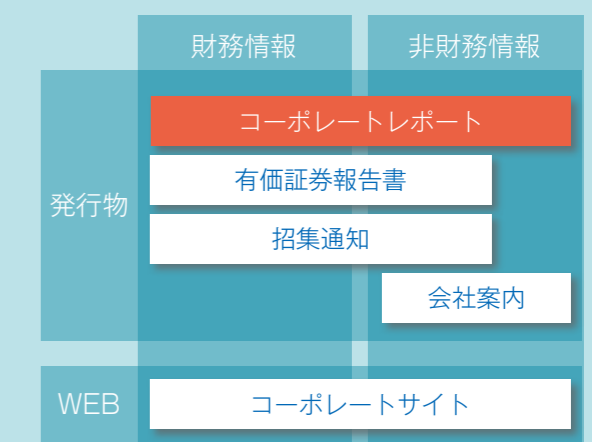 財務情報
非財務情報
発行物
コーポレートレポート
有価証券報告書
招集通知
会社案内
WEB
コーポレートサイト